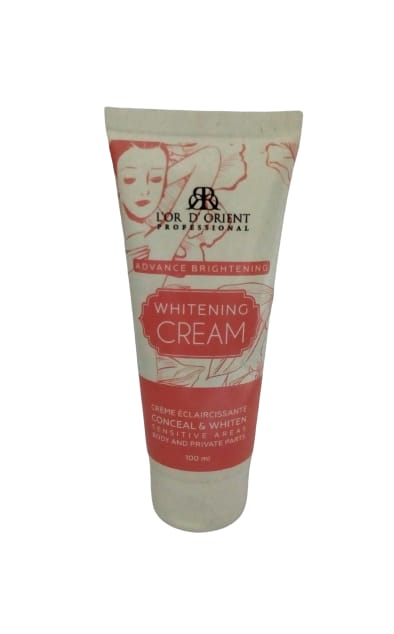 L'OR D'ORIENT
PROFESSIONAL
ADVANCE BRIGHTENING
WHITENING
CREAM
CRÈME ÉCLAIRCISSANTE
CONCEAL & WHITEN
SENSITIVE AREAS
BODY AND PRIVATE PARTS
100 ml